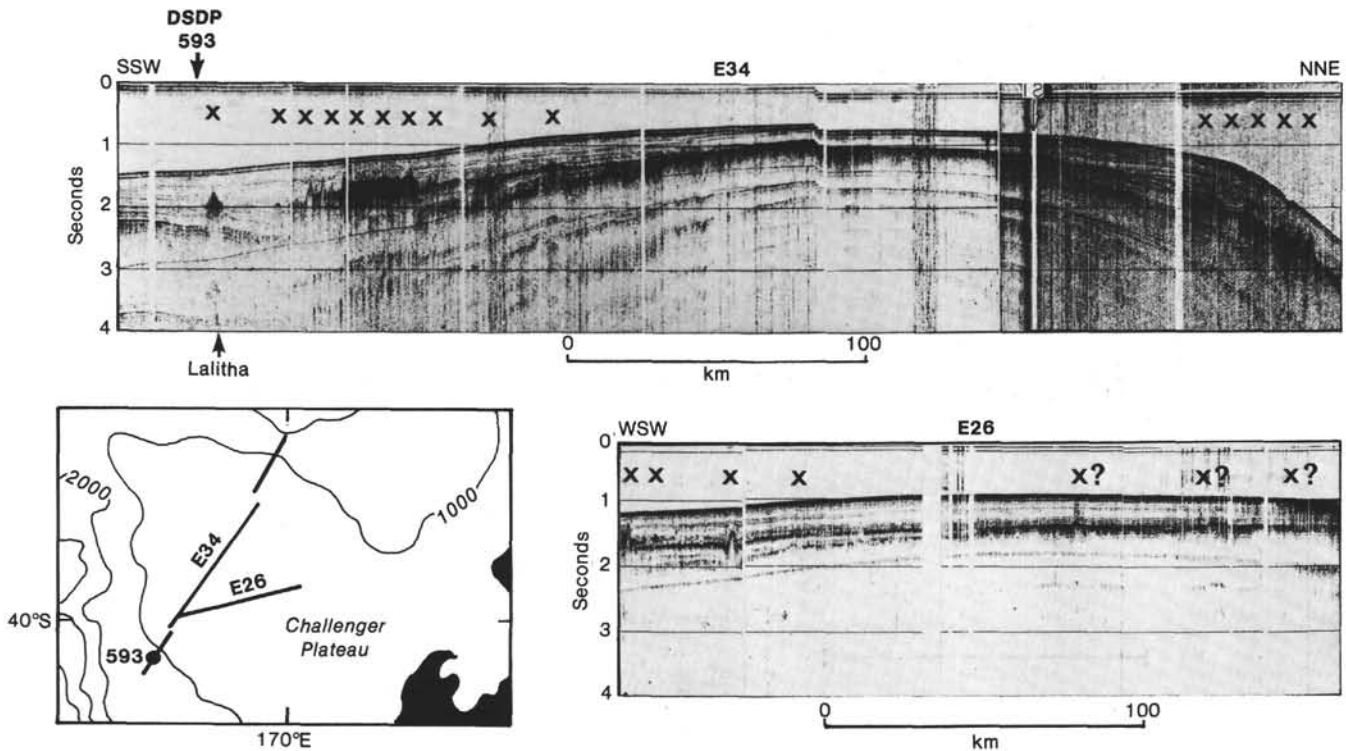 DSDP
593
SSW E34 NNE
0
x x x x x x x x x x x x x x x
1
Seconds
2
3
4
Lalitha
0 100
km
2000
1000
E34
E26
40°S
Challenger
Plateau
593
170°E
WSW E26
0
x x x x x? x? x?
1
Seconds
2
3
4
0 100
km